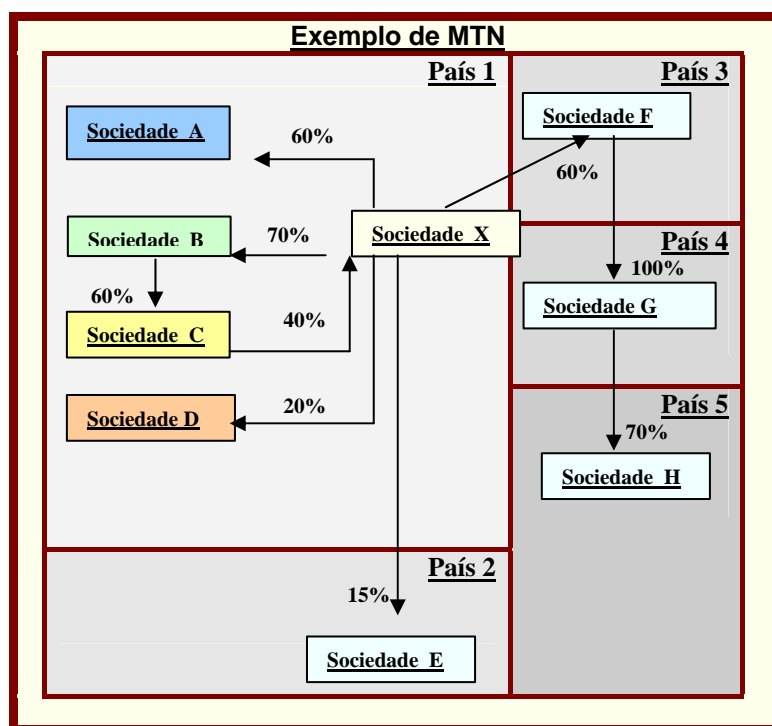 Exemplo de MTN
País 1
País 3
Sociedade A
60%
Sociedade F
60%
Sociedade B
70%
Sociedade X
País 4
60%
100%
Sociedade C
40%
Sociedade G
Sociedade D
20%
País 5
70%
Sociedade H
País 2
15%
Sociedade E